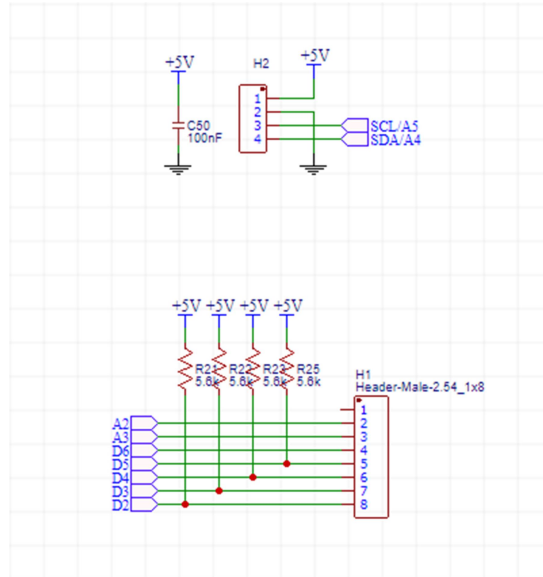 +5V
+5V
H2
C50
100nF
1
2
3
4
SCL/A5
SDA/A4
+5V +5V +5V +5V
R21 R22 R23 R25
5.6k 5.6k 5.6k 5.6k
H1
Header-Male-2.54_1x8
A2
A3
D6
D5
D4
D3
D2
1
2
3
4
5
6
7
8